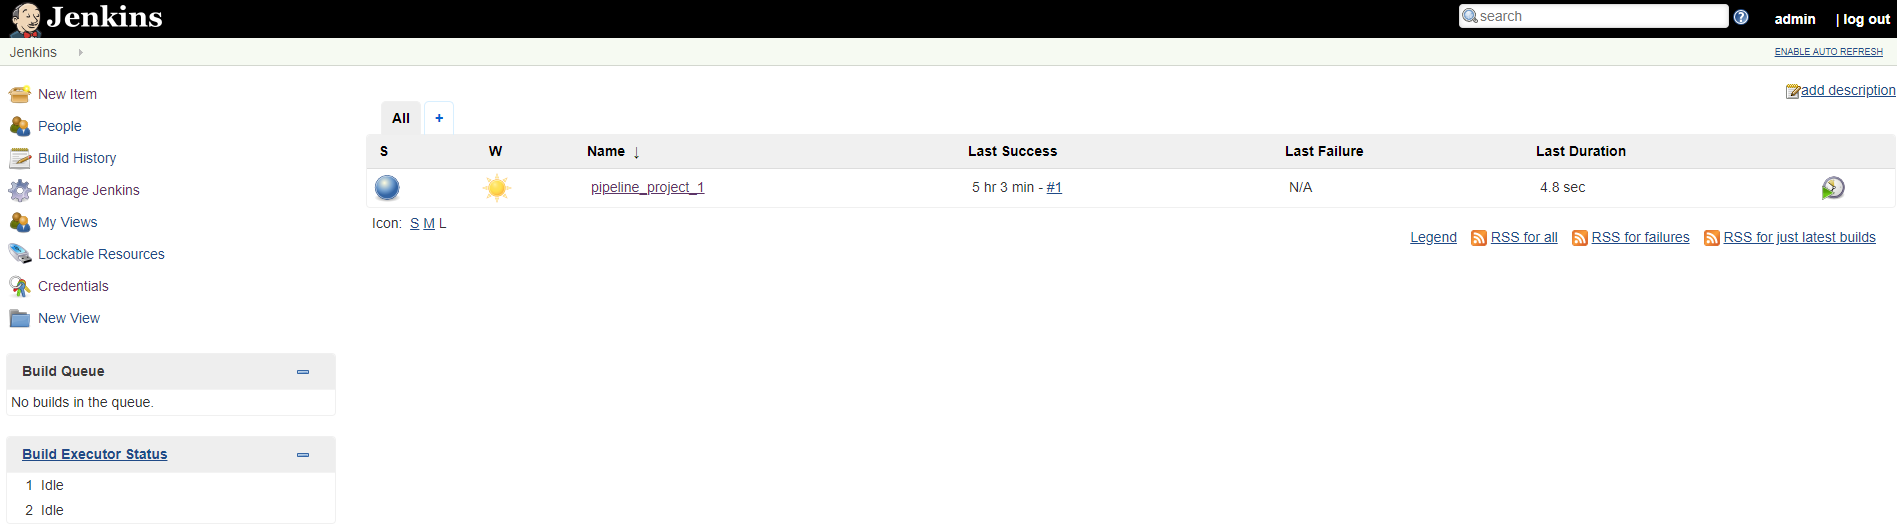 Jenkins
search
admin | log out
Jenkins
ENABLE AUTO REFRESH
New Item
People
Build History
Manage Jenkins
My Views
Lockable Resources
Credentials
New View
Build Queue
No builds in the queue.
Build Executor Status
1 Idle
2 Idle
add description
All +
S W Name ↓ Last Success Last Failure Last Duration
pipeline_project_1 5 hr 3 min - #1 N/A 4.8 sec
Icon: S M L
Legend RSS for all RSS for failures RSS for just latest builds